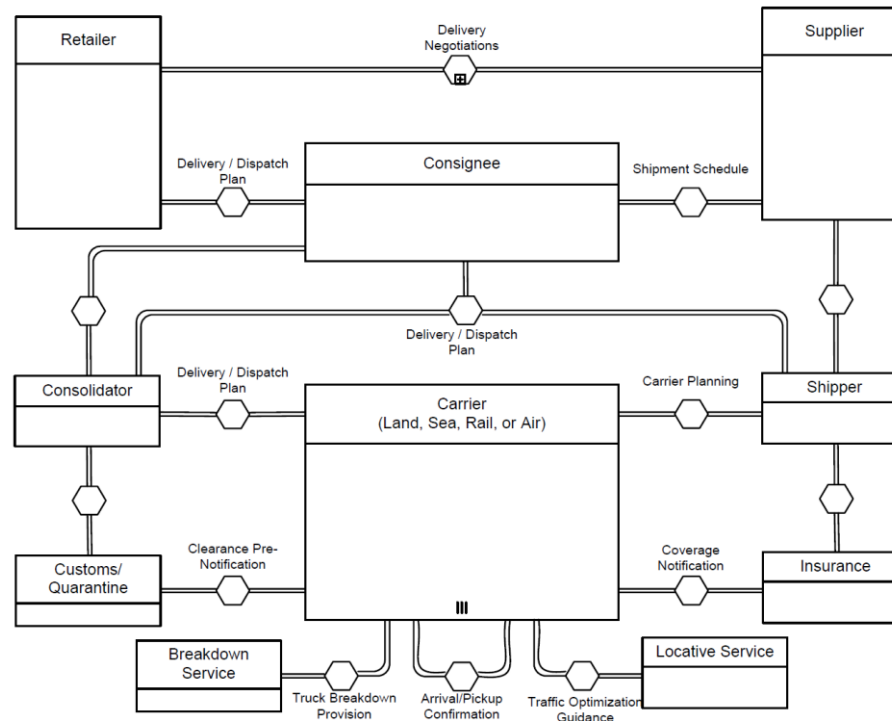 Retailer
Delivery
Negotiations
Supplier
Delivery / Dispatch
Plan
Consignee
Shipment Schedule
Delivery / Dispatch
Plan
Consolidator
Delivery / Dispatch
Plan
Carrier
(Land, Sea, Rail, or Air)
Carrier Planning
Shipper
Customs/
Quarantine
Clearance Pre-
Notification
Coverage
Notification
Insurance
Breakdown
Service
Truck Breakdown
Provision
Arrival/Pickup
Confirmation
Traffic Optimization
Guidance
Locative Service